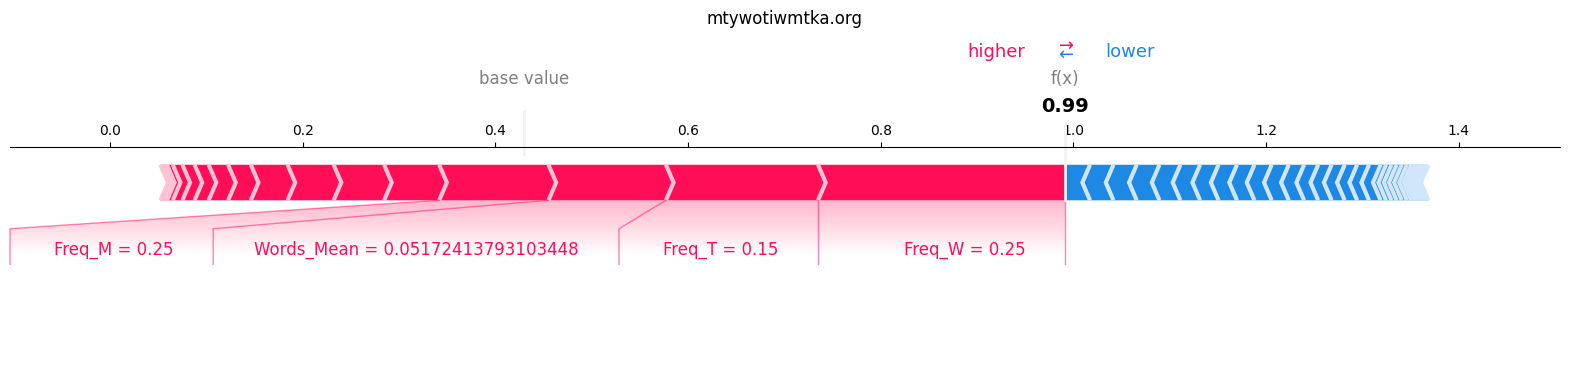 mtywotiwmtka.org
higher ⇄ lower
base value f(x)
0.99
0.0 0.2 0.4 0.6 0.8 1.0 1.2 1.4
Freq_M = 0.25 Words_Mean = 0.05172413793103448 Freq_T = 0.15 Freq_W = 0.25